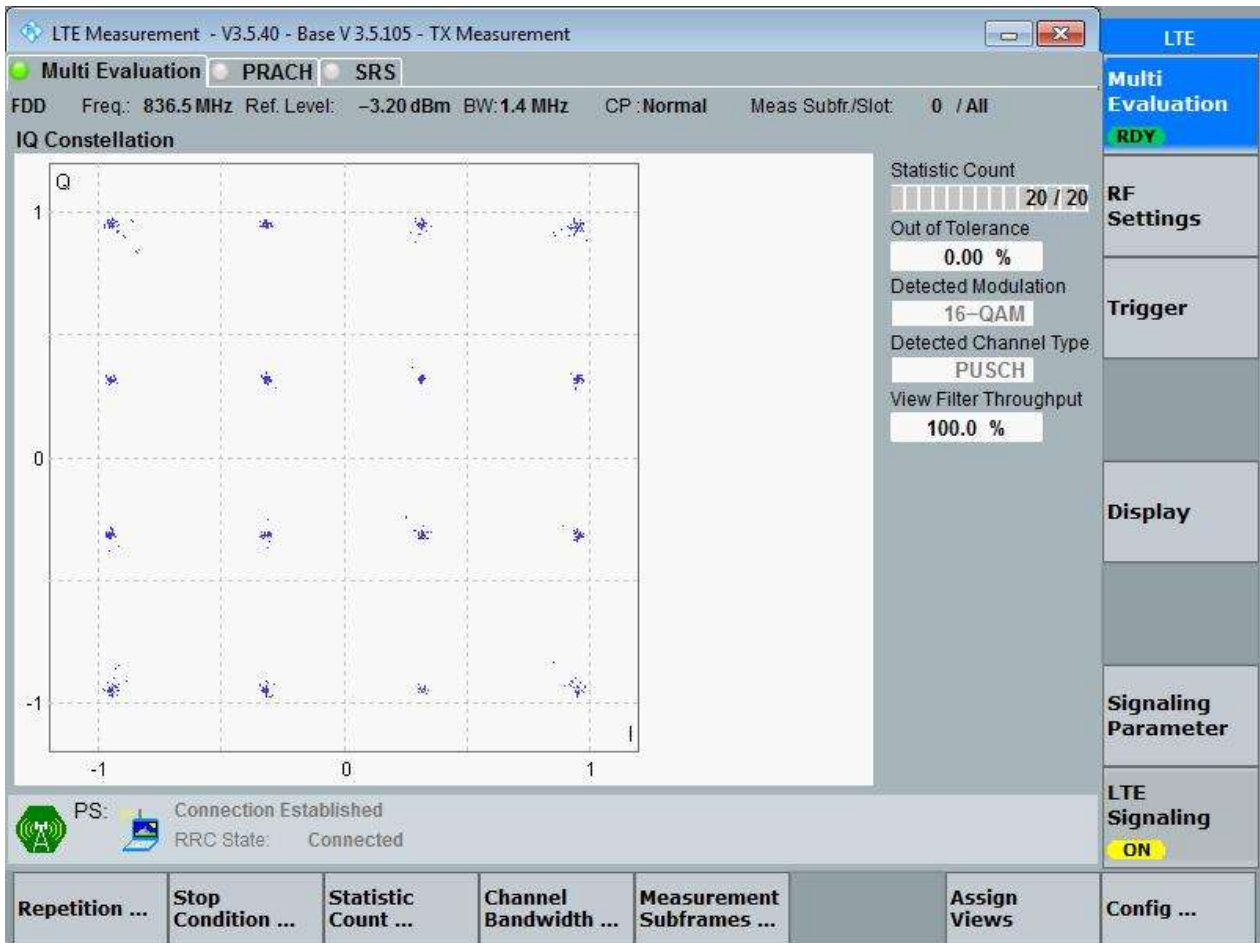 LTE Measurement - V3.5.40 - Base V 3.5.105 - TX Measurement
LTE
Multi Evaluation PRACH SRS
Multi
Evaluation
RDY
FDD Freq.: 836.5 MHz Ref. Level: −3.20 dBm BW: 1.4 MHz CP : Normal Meas Subfr./Slot: 0 / All
IQ Constellation
Q
1
0
-1
I
-1 0 1
Statistic Count
20 / 20
Out of Tolerance
0.00 %
Detected Modulation
16−QAM
Detected Channel Type
PUSCH
View Filter Throughput
100.0 %
RF
Settings
Trigger
Display
Signaling
Parameter
LTE
Signaling
ON
PS: Connection Established
RRC State: Connected
Repetition ...
Stop
Condition ...
Statistic
Count ...
Channel
Bandwidth ...
Measurement
Subframes ...
Assign
Views
Config ...